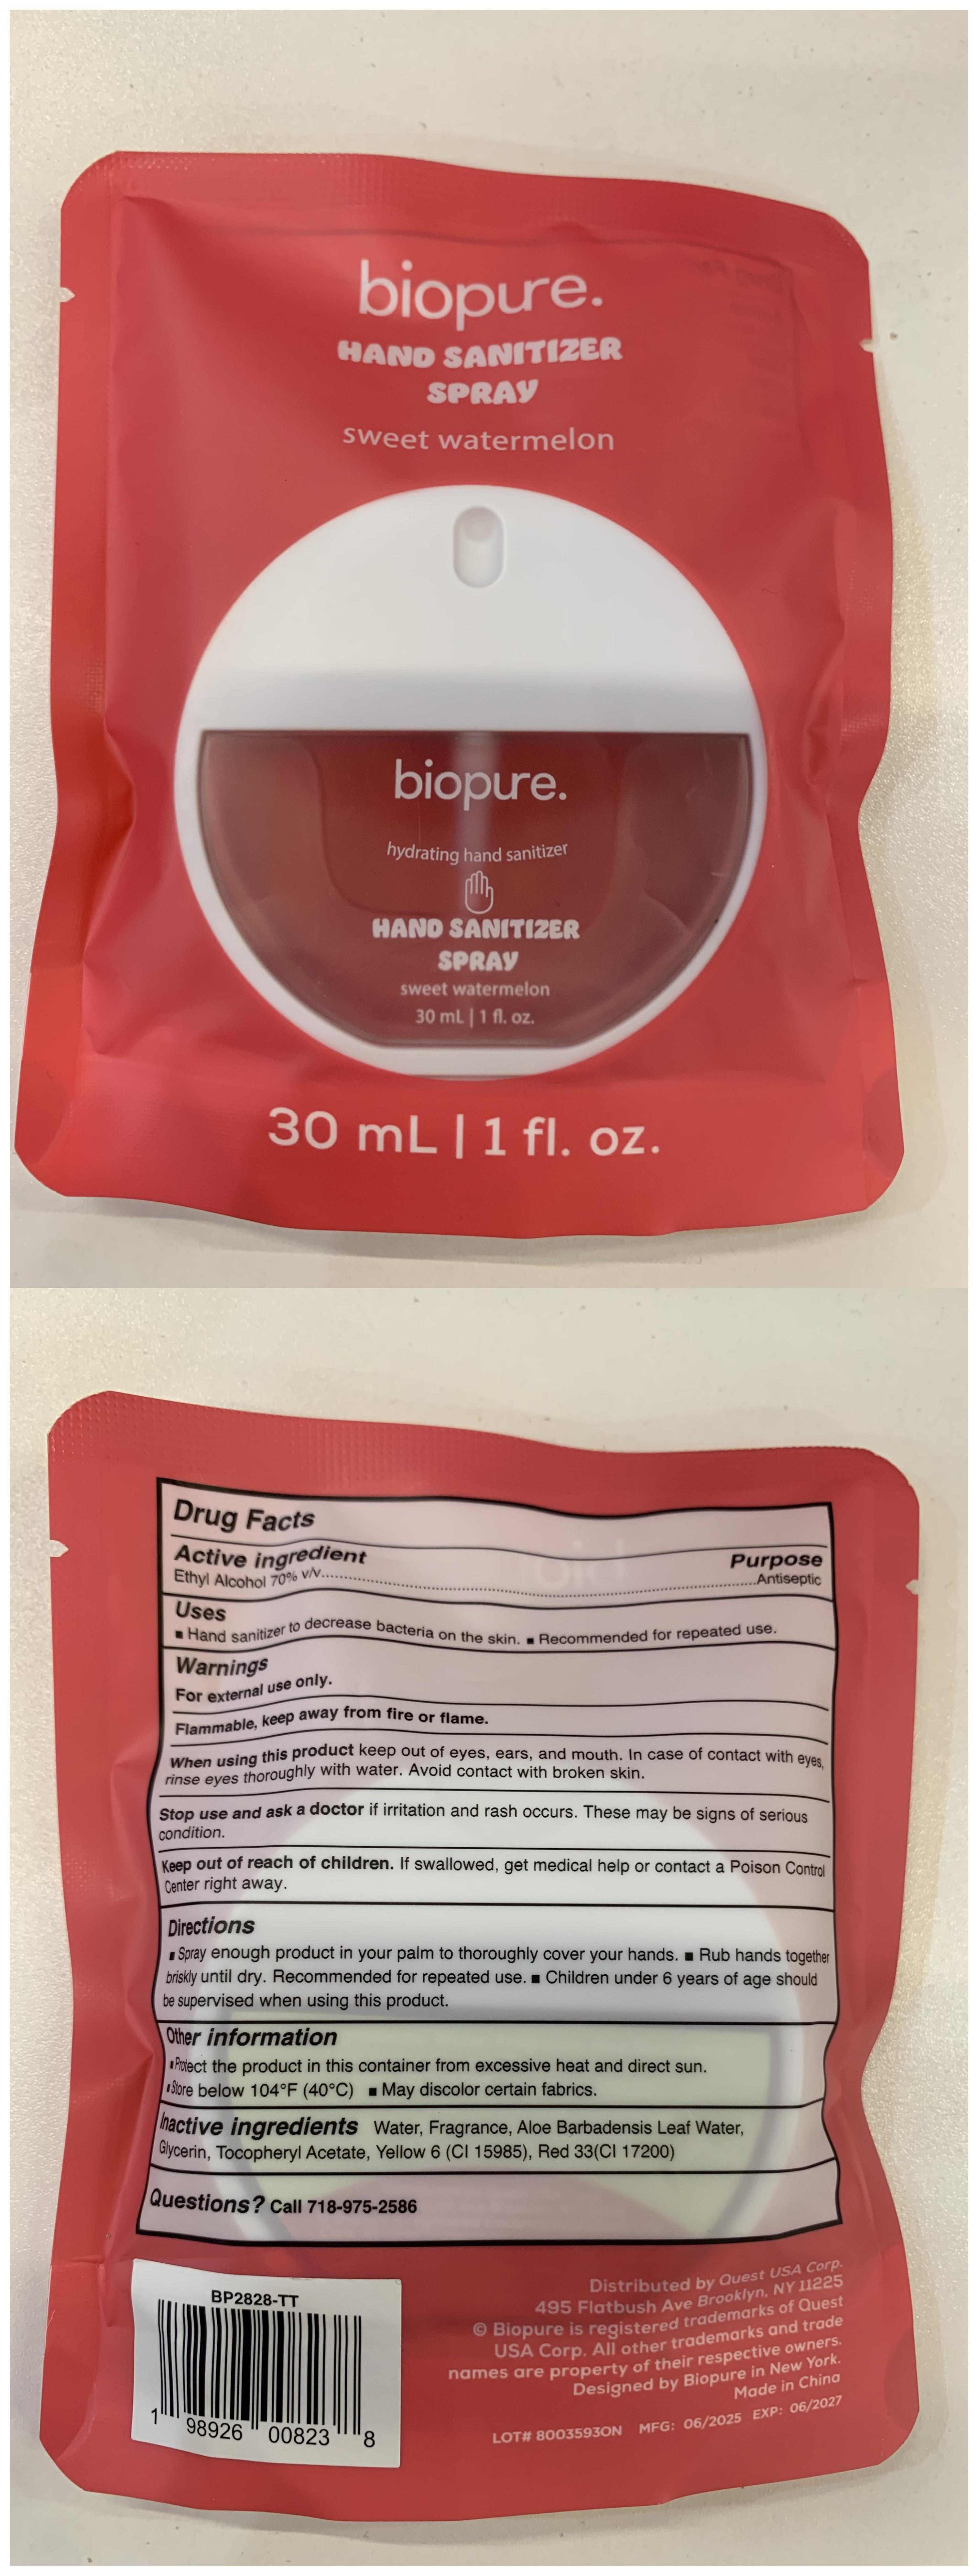 biopure.
HAND SANITIZER
SPRAY
sweet watermelon
biopure.
hydrating hand sanitizer
HAND SANITIZER
SPRAY
sweet watermelon
30 mL | 1 fl. oz.
30 mL | 1 fl. oz.
Drug Facts
Active ingredient Purpose
Ethyl Alcohol 70% v/v............................Antiseptic
Uses
▪ Hand sanitizer to decrease bacteria on the skin. ▪ Recommended for repeated use.
Warnings
For external use only.
Flammable, keep away from fire or flame.
When using this product keep out of eyes, ears, and mouth. In case of contact with eyes,
rinse eyes thoroughly with water. Avoid contact with broken skin.
Stop use and ask a doctor if irritation and rash occurs. These may be signs of serious
condition.
Keep out of reach of children. If swallowed, get medical help or contact a Poison Control
Center right away.
Directions
▪ Spray enough product in your palm to thoroughly cover your hands. ▪ Rub hands together
briskly until dry. Recommended for repeated use. ▪ Children under 6 years of age should
be supervised when using this product.
Other information
▪ Protect the product in this container from excessive heat and direct sun.
▪ Store below 104°F (40°C) ▪ May discolor certain fabrics.
Inactive ingredients Water, Fragrance, Aloe Barbadensis Leaf Water,
Glycerin, Tocopheryl Acetate, Yellow 6 (CI 15985), Red 33(CI 17200)
Questions? Call 718-975-2586
BP2828-TT
1 98926 00823 8
Distributed by Quest USA Corp.
495 Flatbush Ave Brooklyn, NY 11225
© Biopure is registered trademarks of Quest
USA Corp. All other trademarks and trade
names are property of their respective owners.
Designed by Biopure in New York.
Made in China
LOT# 8003593ON MFG: 06/2025 EXP: 06/2027